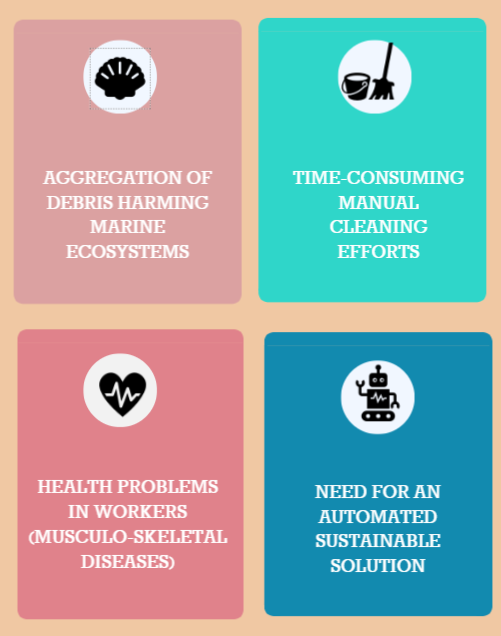 AGGREGATION OF
DEBRIS HARMING
MARINE
ECOSYSTEMS
TIME-CONSUMING
MANUAL
CLEANING
EFFORTS
HEALTH PROBLEMS
IN WORKERS
(MUSCULO-SKELETAL
DISEASES)
NEED FOR AN
AUTOMATED
SUSTAINABLE
SOLUTION